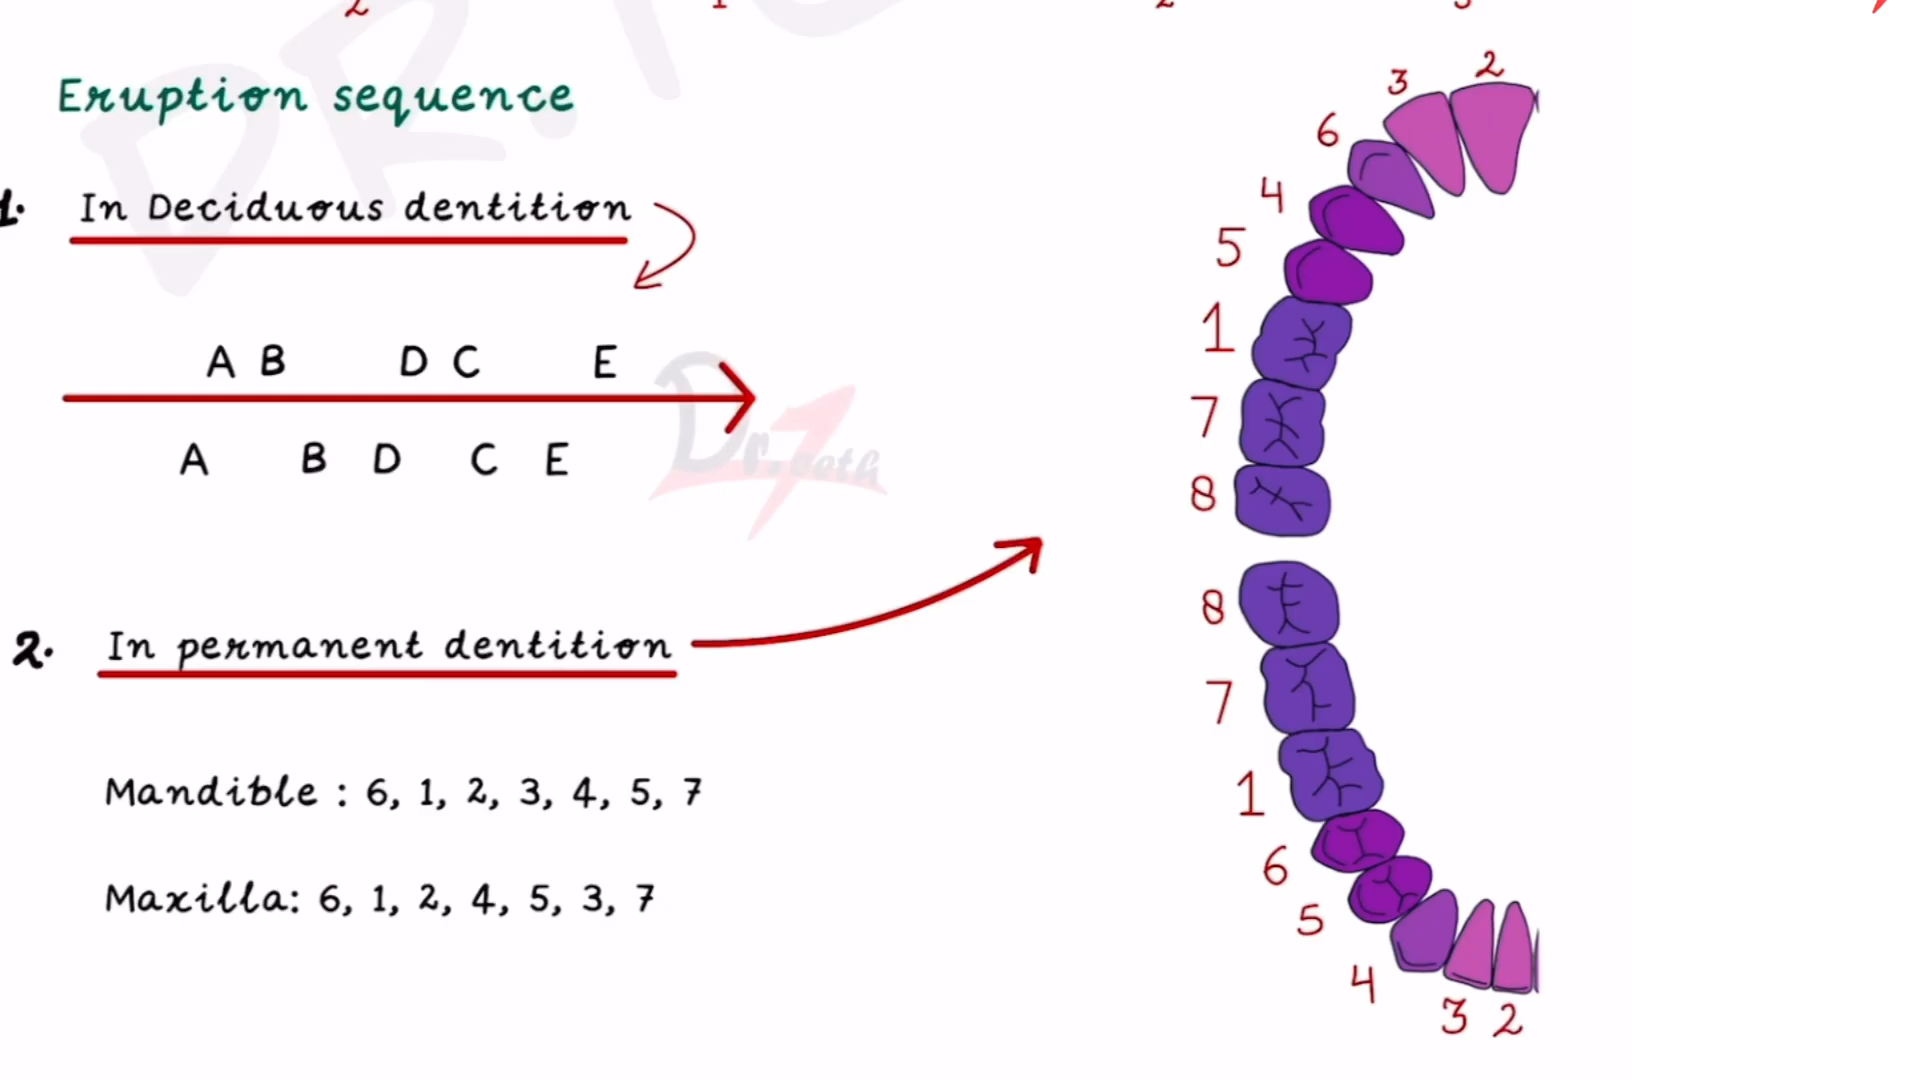 Eruption sequence
1. In Deciduous dentition
A B D C E
A B D C E
2. In permanent dentition
Mandible : 6, 1, 2, 3, 4, 5, 7
Maxilla: 6, 1, 2, 4, 5, 3, 7
2
3
6
4
5
1
7
8
8
7
1
6
5
4
3
2